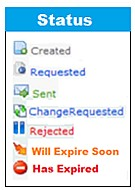 Status
Created
Requested
Sent
ChangeRequested
Rejected
Will Expire Soon
Has Expired